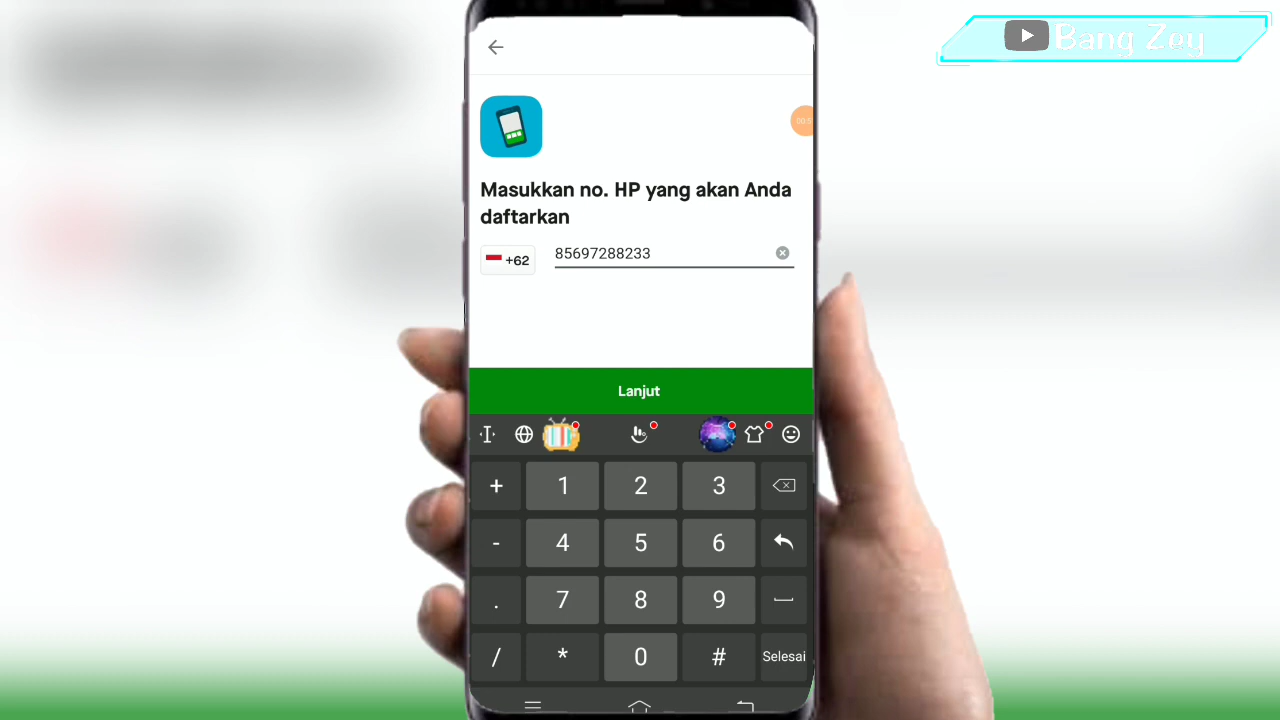 Bang Zey
Masukkan no. HP yang akan Anda
daftarkan
+62 85697288233
Lanjut
+ 1 2 3
- 4 5 6
. 7 8 9
/ * 0 #
Selesai